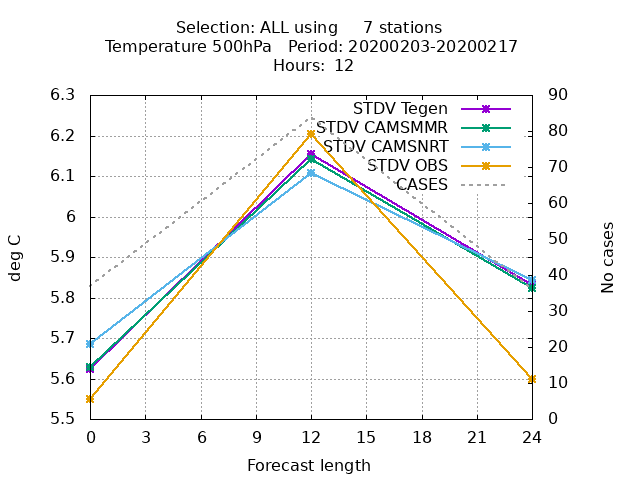 Selection: ALL using     7 stations
Temperature 500hPa   Period: 20200203-20200217
Hours:  12
STDV Tegen
STDV CAMSMMR
STDV CAMSNRT
STDV OBS
CASES
6.3
6.2
6.1
6
5.9
5.8
5.7
5.6
5.5
deg C
90
80
70
60
50
40
30
20
10
0
No cases
0 3 6 9 12 15 18 21 24
Forecast length